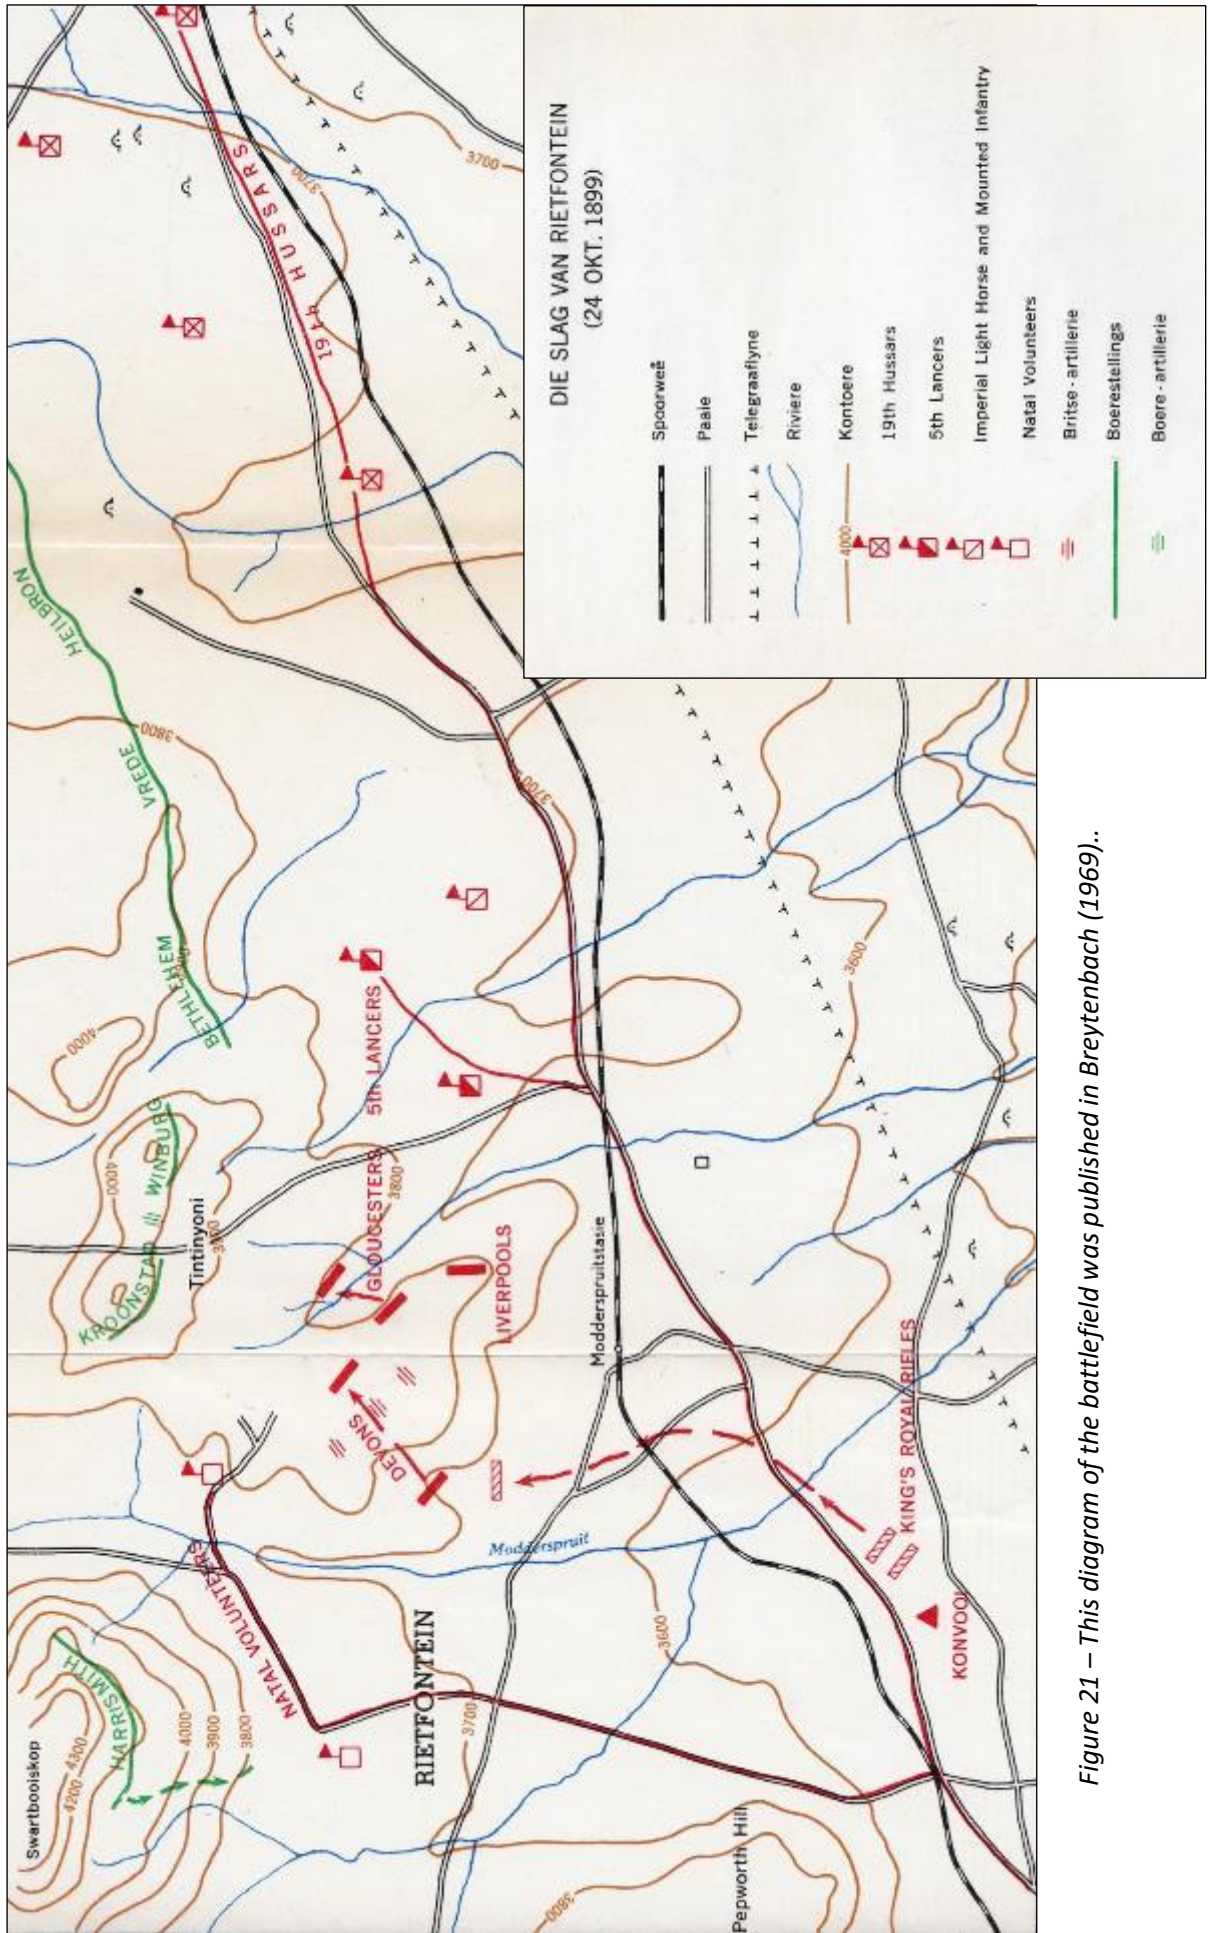 Swartbooiskop
4300
4200
HARRISMITH
4000
3900
3800
NATAL VOLUNTEERS
RIETFONTEIN
3700
Pepworth Hill
3800
3600
Modderspruit
KONVOOI
KING'S ROYAL RIFLES
DEVONS
LIVERPOOLS
GLOUCESTERS
3800
Modderspruitstasie
Tintinyoni
KROONSTAD
WINBURG
4000
4000
BETHLEHEM
5th LANCERS
VREDE
3800
HEILBRON
3700
3600
19th HUSSARS
3700
3700
DIE SLAG VAN RIETFONTEIN
(24 OKT. 1899)
Spoorweë
Paaie
Telegraaflyne
Riviere
4000
Kontoere
19th Hussars
5th Lancers
Imperial Light Horse and Mounted Infantry
Natal Volunteers
Britse-artillerie
Boerestellings
Boere-artillerie
Figure 21 – This diagram of the battlefield was published in Breytenbach (1969)..